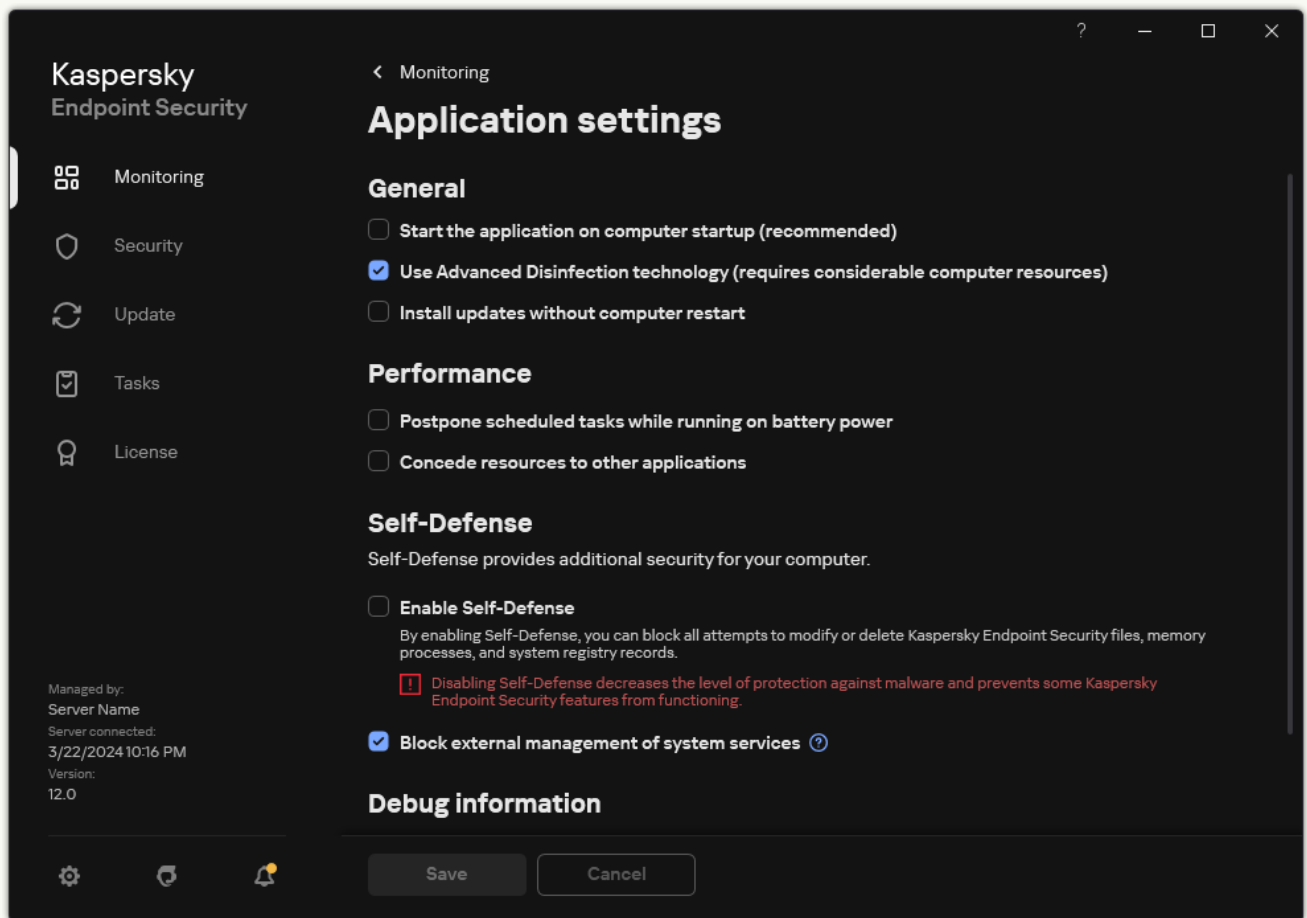 ?
Kaspersky
Endpoint Security
Monitoring
Security
Update
Tasks
License
Managed by:
Server Name
Server connected:
3/22/2024 10:16 PM
Version:
12.0
Monitoring
Application settings
General
Start the application on computer startup (recommended)
Use Advanced Disinfection technology (requires considerable computer resources)
Install updates without computer restart
Performance
Postpone scheduled tasks while running on battery power
Concede resources to other applications
Self-Defense
Self-Defense provides additional security for your computer.
Enable Self-Defense
By enabling Self-Defense, you can block all attempts to modify or delete Kaspersky Endpoint Security files, memory
processes, and system registry records.
! Disabling Self-Defense decreases the level of protection against malware and prevents some Kaspersky
Endpoint Security features from functioning.
Block external management of system services ?
Debug information
Save
Cancel